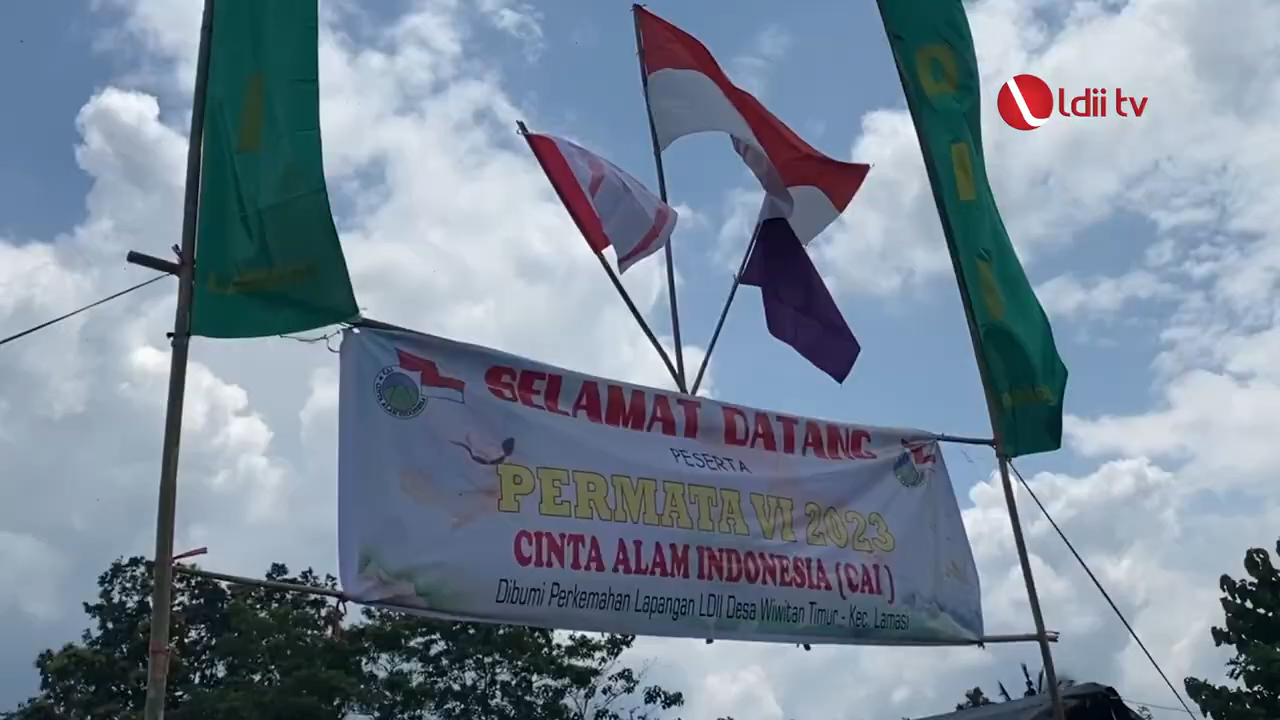 ldii tv
SELAMAT DATANG
PESERTA
PERMATA VI 2023
CINTA ALAM INDONESIA (CAI)
Dibumi Perkemahan Lapangan LDII Desa Wiwitan Timur - Kec. Lamasi